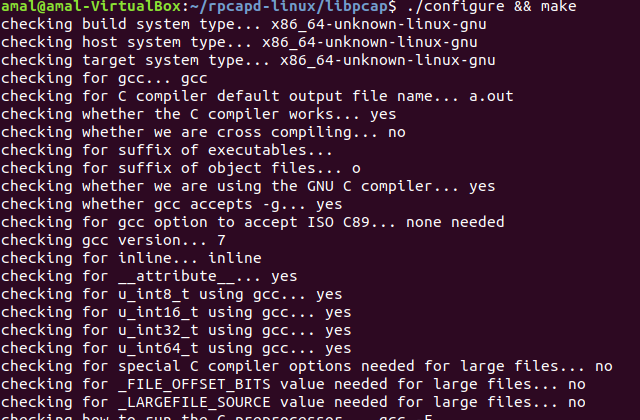 amal@amal-VirtualBox:~/rpcapd-linux/libpcap$ ./configure && make
checking build system type... x86_64-unknown-linux-gnu
checking host system type... x86_64-unknown-linux-gnu
checking target system type... x86_64-unknown-linux-gnu
checking for gcc... gcc
checking for C compiler default output file name... a.out
checking whether the C compiler works... yes
checking whether we are cross compiling... no
checking for suffix of executables...
checking for suffix of object files... o
checking whether we are using the GNU C compiler... yes
checking whether gcc accepts -g... yes
checking for gcc option to accept ISO C89... none needed
checking gcc version... 7
checking for inline... inline
checking for __attribute__... yes
checking for u_int8_t using gcc... yes
checking for u_int16_t using gcc... yes
checking for u_int32_t using gcc... yes
checking for u_int64_t using gcc... yes
checking for special C compiler options needed for large files... no
checking for _FILE_OFFSET_BITS value needed for large files... no
checking for _LARGEFILE_SOURCE value needed for large files... no
checking how to run the C preprocessor... gcc -E